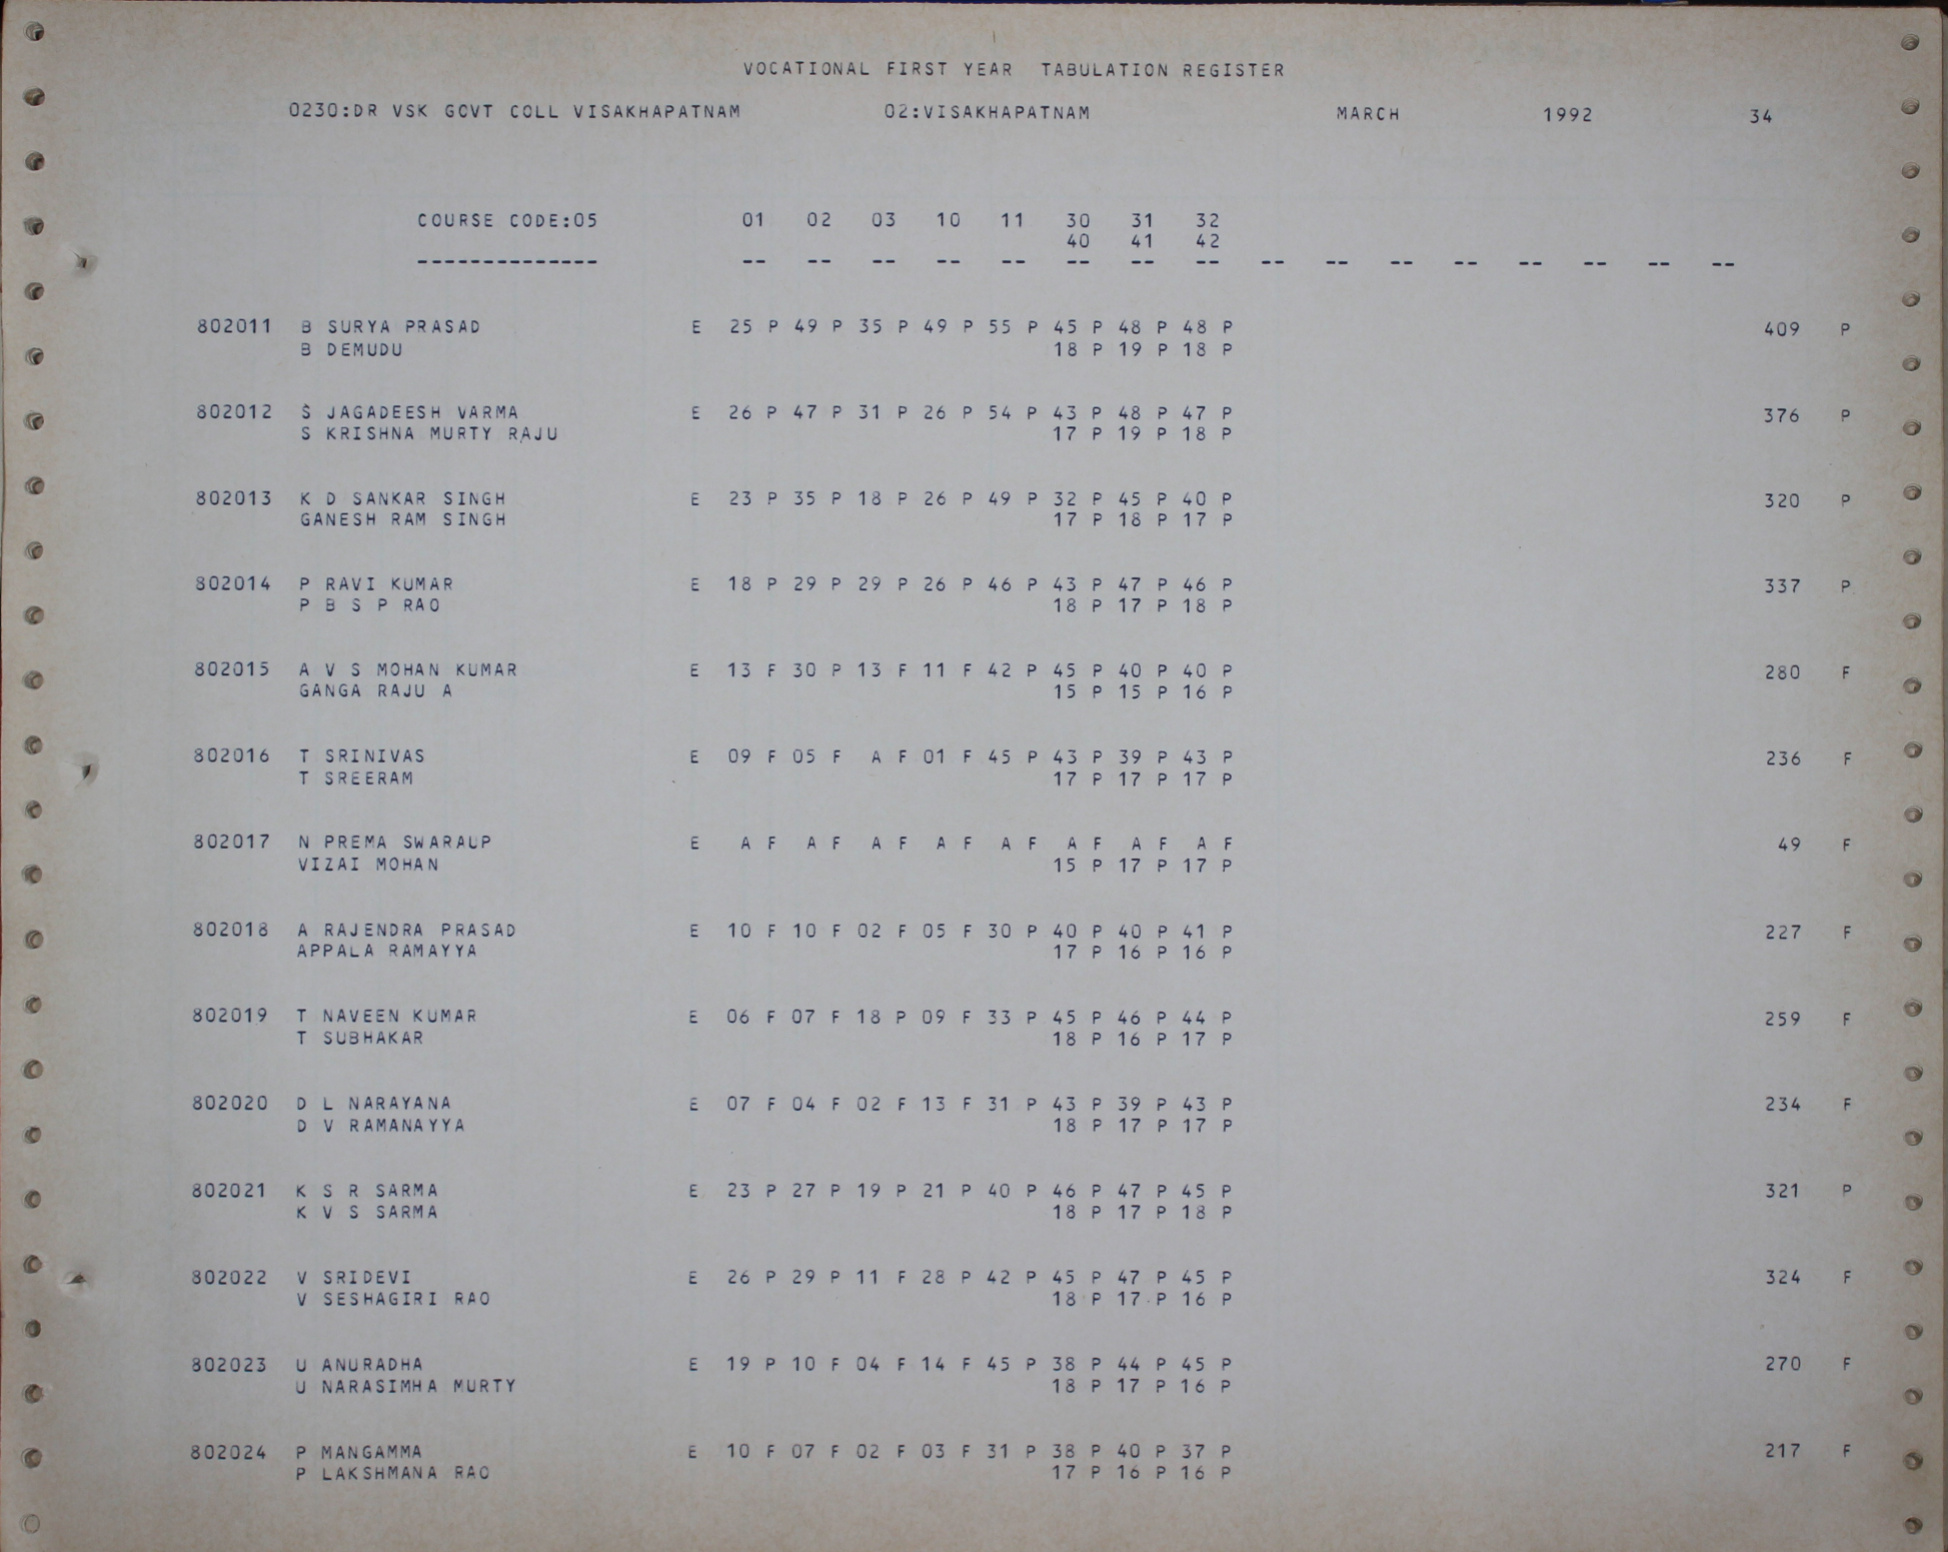 VOCATIONAL FIRST YEAR TABULATION REGISTER
0230:DR VSK GOVT COLL VISAKHAPATNAM 02:VISAKHAPATNAM MARCH 1992 34
COURSE CODE:05 01 02 03 10 11 30 31 32
40 41 42
-------------- -- -- -- -- -- -- -- -- -- -- -- -- -- -- -- --
802011 B SURYA PRASAD E 25 P 49 P 35 P 49 P 55 P 45 P 48 P 48 P 409 P
B DEMUDU 18 P 19 P 18 P
802012 S JAGADEESH VARMA E 26 P 47 P 31 P 26 P 54 P 43 P 48 P 47 P 376 P
S KRISHNA MURTY RAJU 17 P 19 P 18 P
802013 K D SANKAR SINGH E 23 P 35 P 18 P 26 P 49 P 32 P 45 P 40 P 320 P
GANESH RAM SINGH 17 P 18 P 17 P
802014 P RAVI KUMAR E 18 P 29 P 29 P 26 P 46 P 43 P 47 P 46 P 337 P
P B S P RAO 18 P 17 P 18 P
802015 A V S MOHAN KUMAR E 13 F 30 P 13 F 11 F 42 P 45 P 40 P 40 P 280 F
GANGA RAJU A 15 P 15 P 16 P
802016 T SRINIVAS E 09 F 05 F A F 01 F 45 P 43 P 39 P 43 P 236 F
T SREERAM 17 P 17 P 17 P
802017 N PREMA SWARAUP E A F A F A F A F A F A F A F A F 49 F
VIZAI MOHAN 15 P 17 P 17 P
802018 A RAJENDRA PRASAD E 10 F 10 F 02 F 05 F 30 P 40 P 40 P 41 P 227 F
APPALA RAMAYYA 17 P 16 P 16 P
802019 T NAVEEN KUMAR E 06 F 07 F 18 P 09 F 33 P 45 P 46 P 44 P 259 F
T SUBHAKAR 18 P 16 P 17 P
802020 D L NARAYANA E 07 F 04 F 02 F 13 F 31 P 43 P 39 P 43 P 234 F
D V RAMANAYYA 18 P 17 P 17 P
802021 K S R SARMA E 23 P 27 P 19 P 21 P 40 P 46 P 47 P 45 P 321 P
K V S SARMA 18 P 17 P 18 P
802022 V SRIDEVI E 26 P 29 P 11 F 28 P 42 P 45 P 47 P 45 P 324 F
V SESHAGIRI RAO 18 P 17 P 16 P
802023 U ANURADHA E 19 P 10 F 04 F 14 F 45 P 38 P 44 P 45 P 270 F
U NARASIMHA MURTY 18 P 17 P 16 P
802024 P MANGAMMA E 10 F 07 F 02 F 03 F 31 P 38 P 40 P 37 P 217 F
P LAKSHMANA RAO 17 P 16 P 16 P